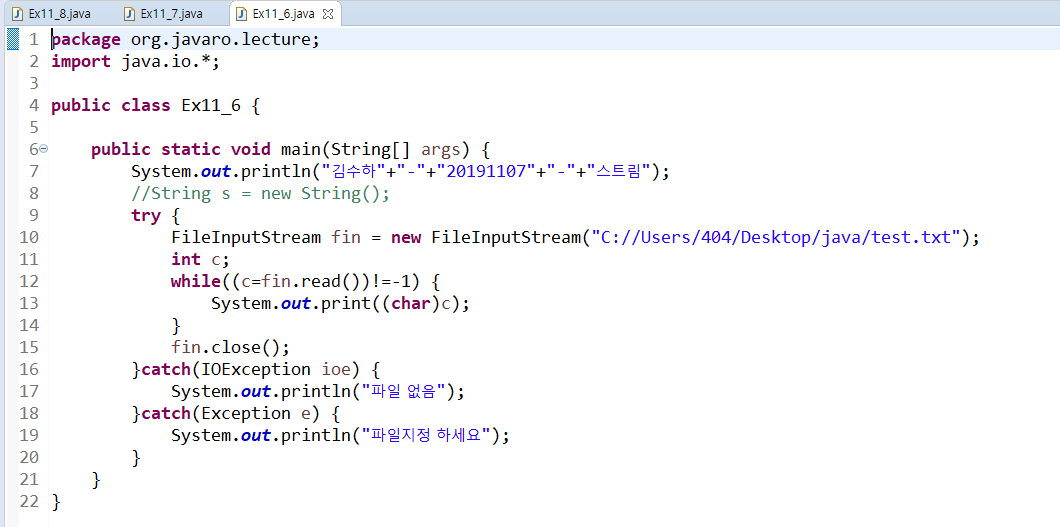 Ex11_8.java Ex11_7.java Ex11_6.java
1 package org.javaro.lecture;
2 import java.io.*;
3
4 public class Ex11_6 {
5
6 public static void main(String[] args) {
7 System.out.println("김수하"+"-"+"20191107"+"-"+"스트림");
8 //String s = new String();
9 try {
10 FileInputStream fin = new FileInputStream("C://Users/404/Desktop/java/test.txt");
11 int c;
12 while((c=fin.read())!=-1) {
13 System.out.print((char)c);
14 }
15 fin.close();
16 }catch(IOException ioe) {
17 System.out.println("파일 없음");
18 }catch(Exception e) {
19 System.out.println("파일지정 하세요");
20 }
21 }
22 }